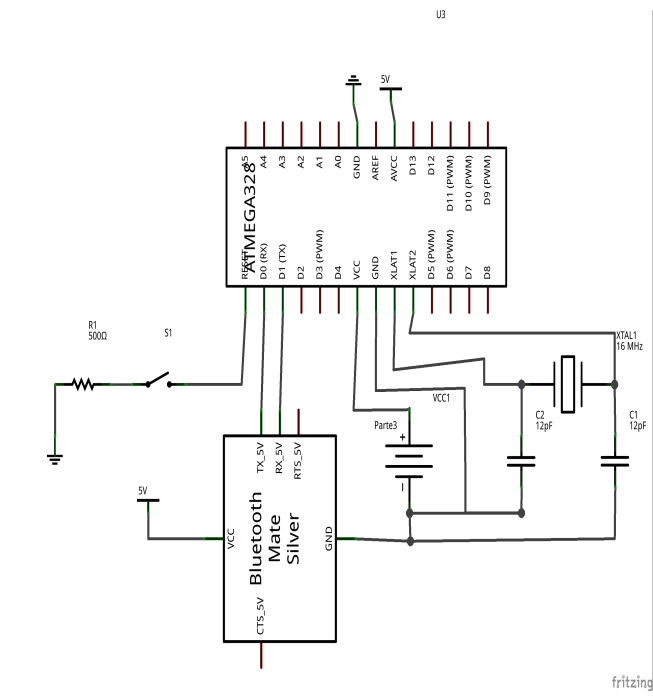 U3
5V
A5
A4
A3
A2
A1
A0
GND
AREF
AVCC
D13
D12
D11 (PWM)
D10 (PWM)
D9 (PWM)
ATMEGA328
RESET
D0 (RX)
D1 (TX)
D2
D3 (PWM)
D4
VCC
GND
XLAT1
XLAT2
D5 (PWM)
D6 (PWM)
D7
D8
R1
500Ω
S1
XTAL1
16 MHz
VCC1
Parte3
+
−
C2
12pF
C1
12pF
TX_5V
RX_5V
RTS_5V
5V
VCC
Bluetooth
Mate
Silver
GND
CTS_5V
fritzing